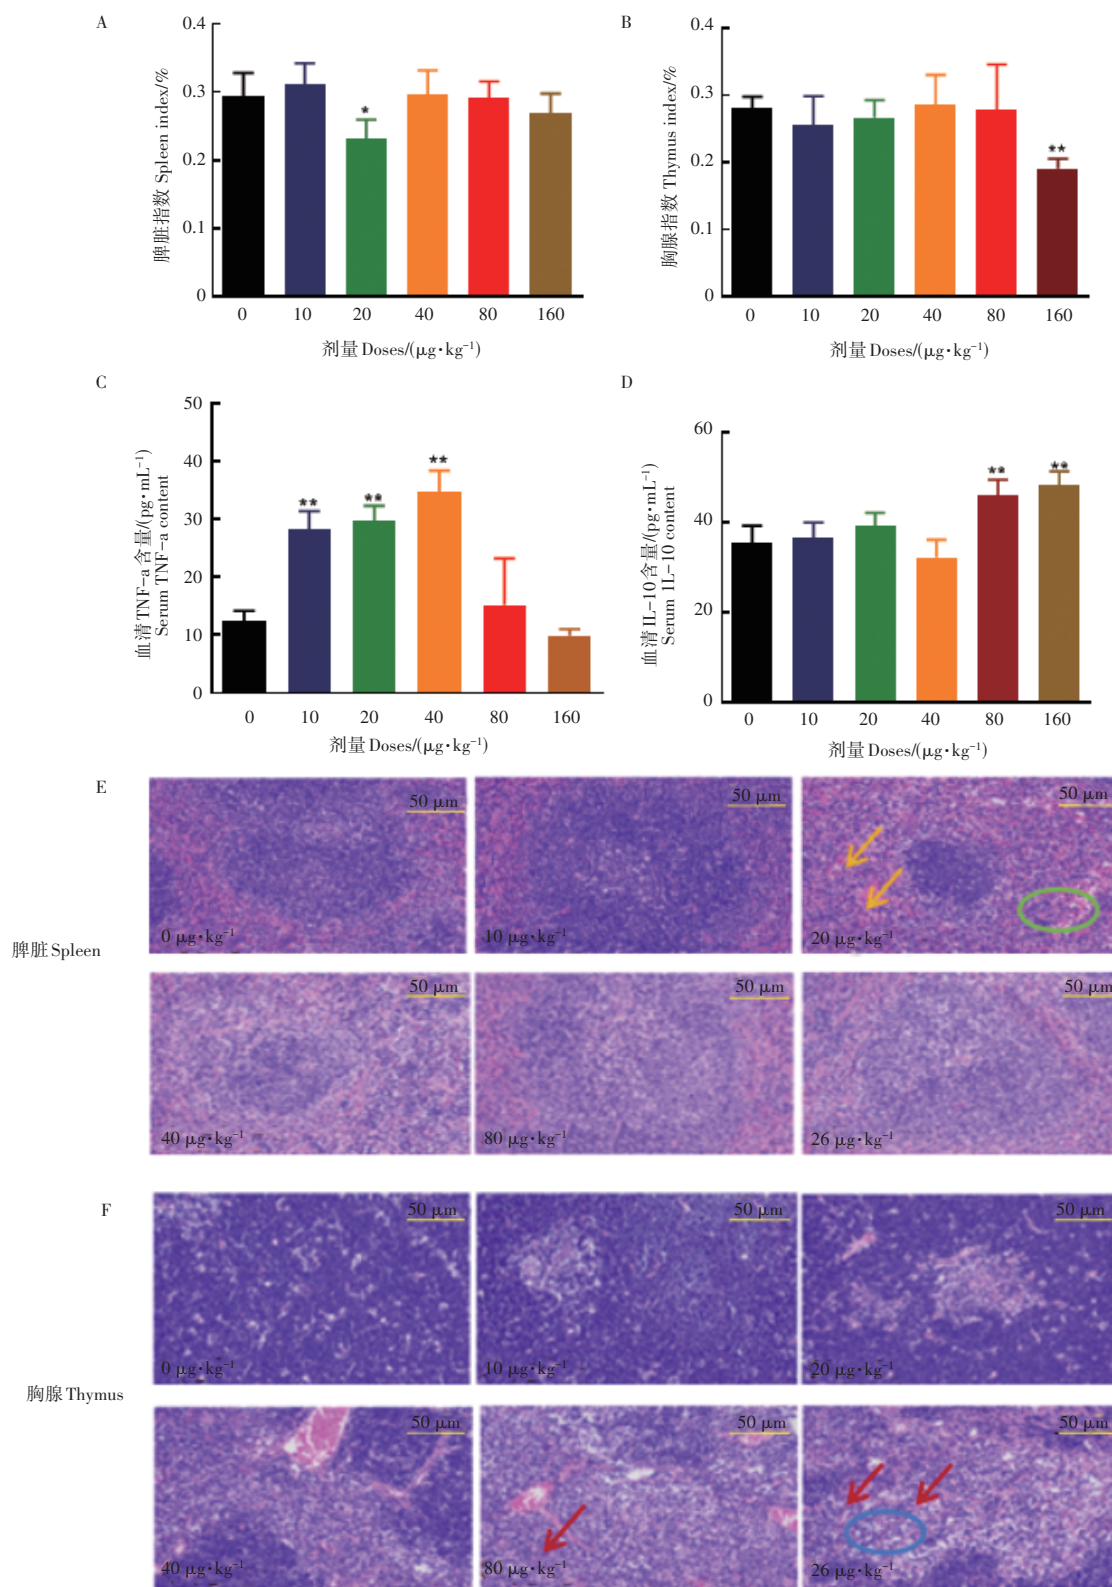 A
脾脏指数 Spleen index/%
0.4
0.3
0.2
0.1
0
*
0 10 20 40 80 160
剂量 Doses/(μg·kg⁻¹)
B
胸腺指数 Thymus index/%
0.4
0.3
0.2
0.1
0
**
0 10 20 40 80 160
剂量 Doses/(μg·kg⁻¹)
C
血清 TNF-a 含量/(pg·mL⁻¹)
Serum TNF-a content
50
40
30
20
10
0
** ** **
0 10 20 40 80 160
剂量 Doses/(μg·kg⁻¹)
D
血清 IL-10 含量/(pg·mL⁻¹)
Serum 1L-10 content
60
40
20
0
** **
0 10 20 40 80 160
剂量 Doses/(μg·kg⁻¹)
E
脾脏 Spleen
50 μm 50 μm 50 μm
0 μg·kg⁻¹ 10 μg·kg⁻¹ 20 μg·kg⁻¹
50 μm 50 μm 50 μm
40 μg·kg⁻¹ 80 μg·kg⁻¹ 26 μg·kg⁻¹
F
胸腺 Thymus
50 μm 50 μm 50 μm
0 μg·kg⁻¹ 10 μg·kg⁻¹ 20 μg·kg⁻¹
50 μm 50 μm 50 μm
40 μg·kg⁻¹ 80 μg·kg⁻¹ 26 μg·kg⁻¹